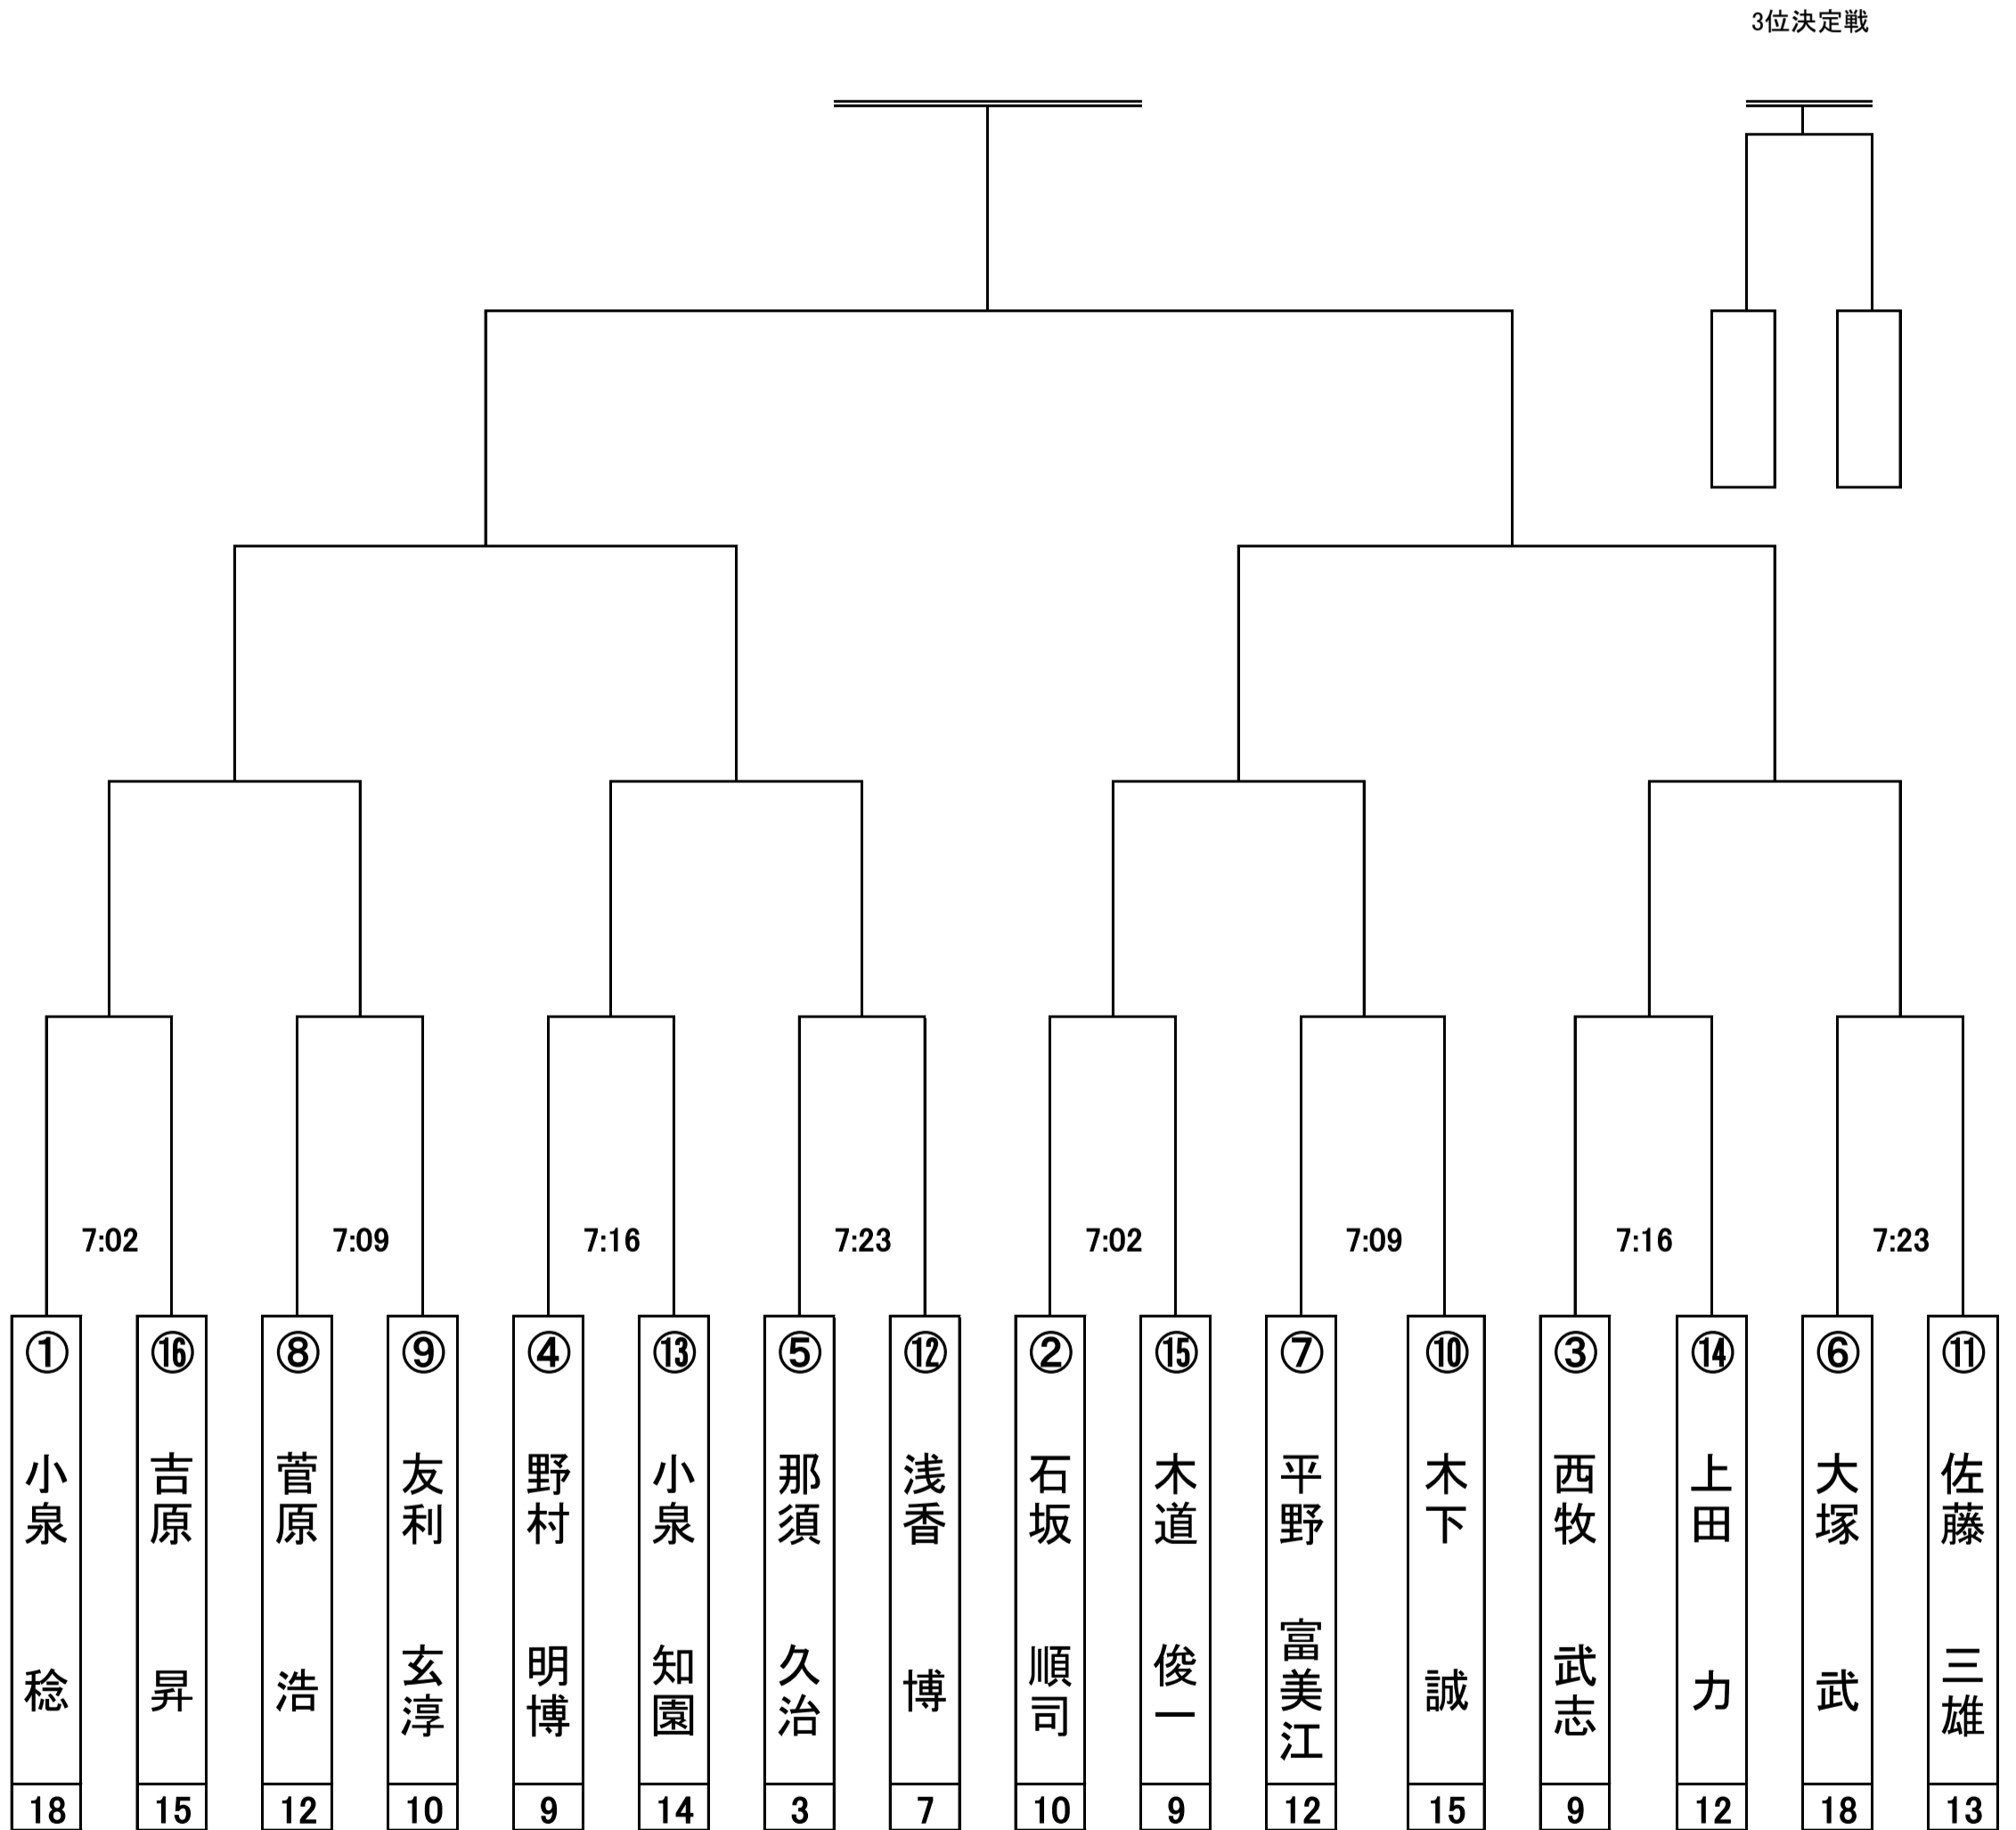 3位決定戦
7:02
7:09
7:16
7:23
7:02
7:09
7:16
7:23
① 小泉 稔 18
⑯ 吉原 昇 15
⑧ 菅原 浩 12
⑨ 友利 玄淳 10
④ 野村 明博 9
⑬ 小泉 知園 14
⑤ 那須 久治 3
⑫ 浅香 博 7
② 石坂 順司 10
⑮ 木道 俊一 9
⑦ 平野 富美江 12
⑩ 木下 誠 15
③ 西牧 武志 9
⑭ 上田 力 12
⑥ 大塚 武 18
⑪ 佐藤 三雄 13